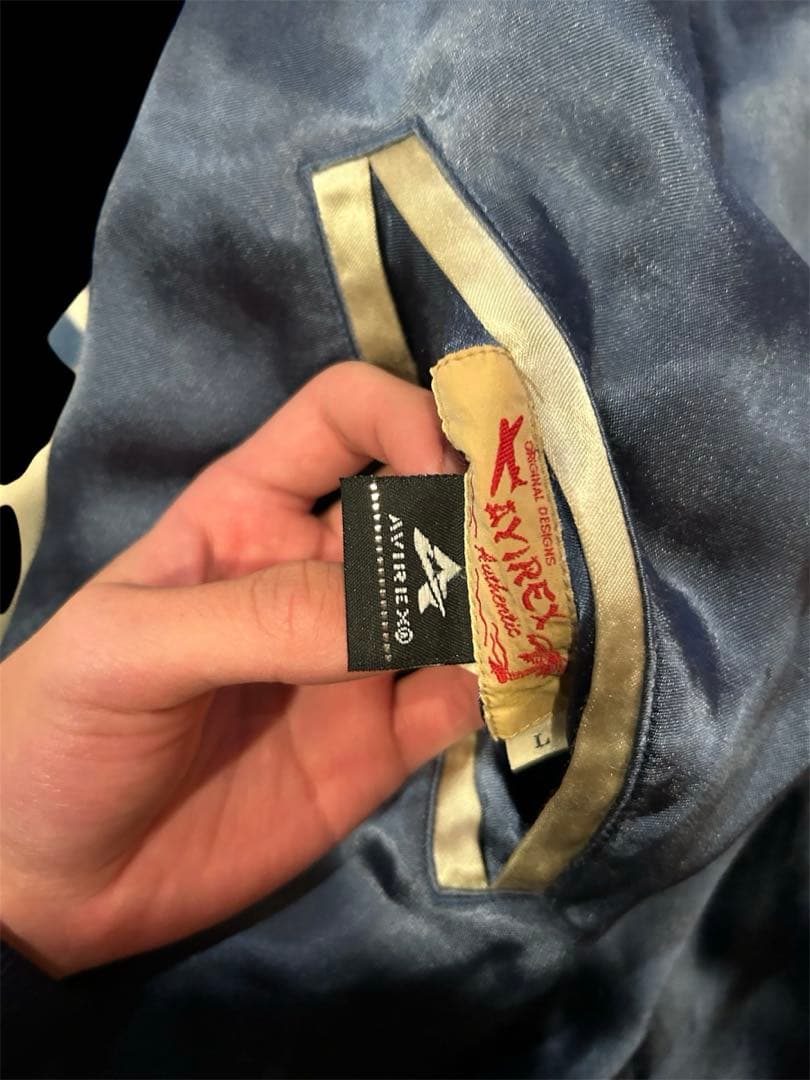 AVIREX®
ORIGINAL DESIGNS
AVIREX
Authentic
L